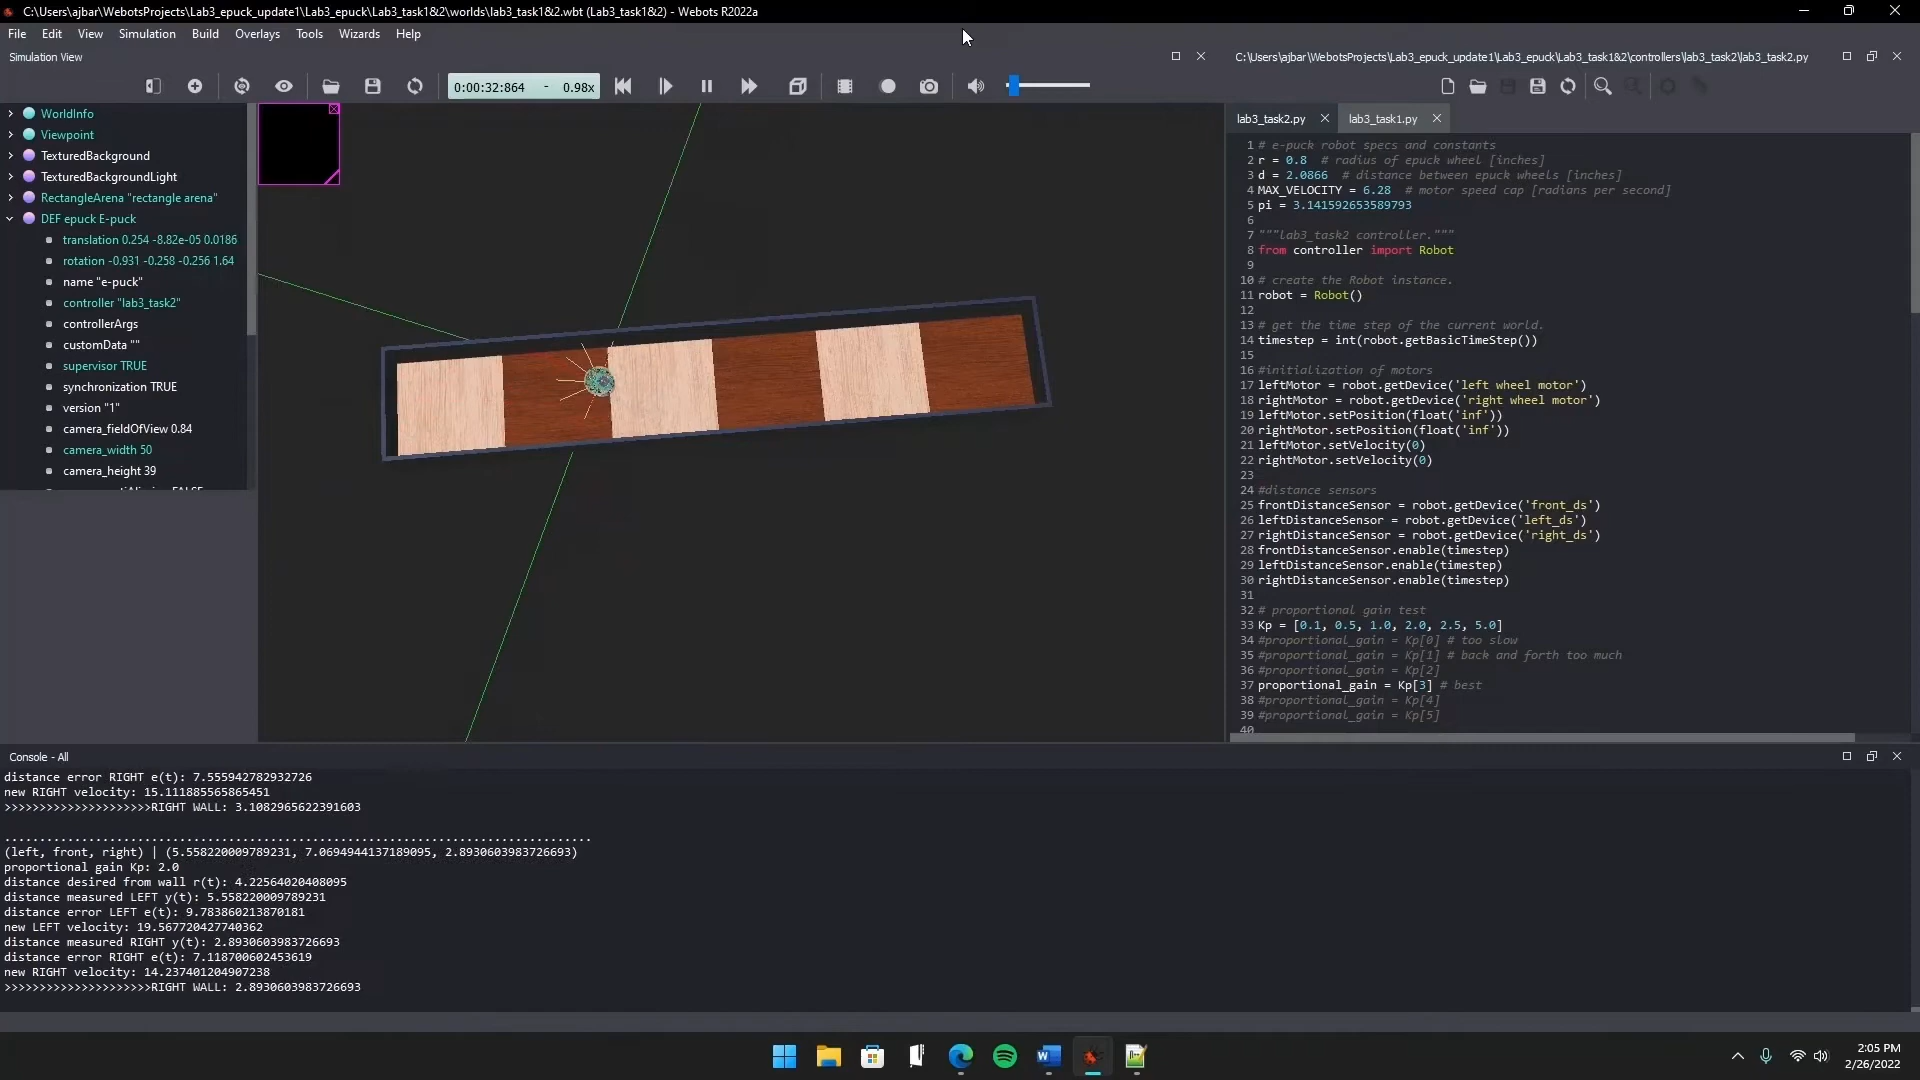 C:\Users\ajbar\WebotsProjects\Lab3_epuck_update1\Lab3_epuck\Lab3_task1&2\worlds\lab3_task1&2.wbt (Lab3_task1&2) - Webots R2022a
File Edit View Simulation Build Overlays Tools Wizards Help
Simulation View
C:\Users\ajbar\WebotsProjects\Lab3_epuck_update1\Lab3_epuck\Lab3_task1&2\controllers\lab3_task2\lab3_task2.py
0:00:32:864 - 0.98x
WorldInfo
Viewpoint
TexturedBackground
TexturedBackgroundLight
RectangleArena "rectangle arena"
DEF epuck E-puck
translation 0.254 -8.82e-05 0.0186
rotation -0.931 -0.258 -0.256 1.64
name "e-puck"
controller "lab3_task2"
controllerArgs
customData ""
supervisor TRUE
synchronization TRUE
version "1"
camera_fieldOfView 0.84
camera_width 50
camera_height 39
lab3_task2.py lab3_task1.py
1 # e-puck robot specs and constants
2 r = 0.8  # radius of epuck wheel [inches]
3 d = 2.0866  # distance between epuck wheels [inches]
4 MAX_VELOCITY = 6.28  # motor speed cap [radians per second]
5 pi = 3.141592653589793
6
7 """lab3_task2 controller."""
8 from controller import Robot
9
10 # create the Robot instance.
11 robot = Robot()
12
13 # get the time step of the current world.
14 timestep = int(robot.getBasicTimeStep())
15
16 #initialization of motors
17 leftMotor = robot.getDevice('left wheel motor')
18 rightMotor = robot.getDevice('right wheel motor')
19 leftMotor.setPosition(float('inf'))
20 rightMotor.setPosition(float('inf'))
21 leftMotor.setVelocity(0)
22 rightMotor.setVelocity(0)
23
24 #distance sensors
25 frontDistanceSensor = robot.getDevice('front_ds')
26 leftDistanceSensor = robot.getDevice('left_ds')
27 rightDistanceSensor = robot.getDevice('right_ds')
28 frontDistanceSensor.enable(timestep)
29 leftDistanceSensor.enable(timestep)
30 rightDistanceSensor.enable(timestep)
31
32 # proportional gain test
33 Kp = [0.1, 0.5, 1.0, 2.0, 2.5, 5.0]
34 #proportional_gain = Kp[0] # too slow
35 #proportional_gain = Kp[1] # back and forth too much
36 #proportional_gain = Kp[2]
37 proportional_gain = Kp[3] # best
38 #proportional_gain = Kp[4]
39 #proportional_gain = Kp[5]
40
Console - All
distance error RIGHT e(t): 7.555942782932726
new RIGHT velocity: 15.111885565865451
>>>>>>>>>>>>>>>>>>>>>RIGHT WALL: 3.1082965622391603
....................................................................................
(left, front, right) | (5.558220009789231, 7.0694944137189095, 2.8930603983726693)
proportional gain Kp: 2.0
distance desired from wall r(t): 4.22564020408095
distance measured LEFT y(t): 5.558220009789231
distance error LEFT e(t): 9.783860213870181
new LEFT velocity: 19.567720427740362
distance measured RIGHT y(t): 2.8930603983726693
distance error RIGHT e(t): 7.118700602453619
new RIGHT velocity: 14.237401204907238
>>>>>>>>>>>>>>>>>>>>>RIGHT WALL: 2.8930603983726693
2:05 PM
2/26/2022